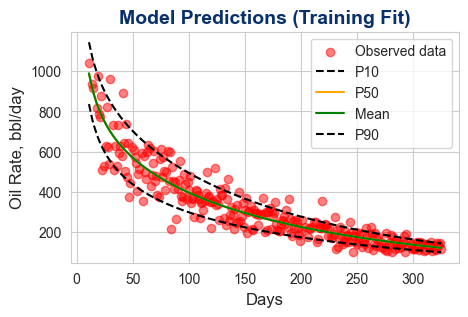 Model Predictions (Training Fit)
Oil Rate, bbl/day
1000
800
600
400
200
0
50
100
150
200
250
300
Days
Observed data
P10
P50
Mean
P90